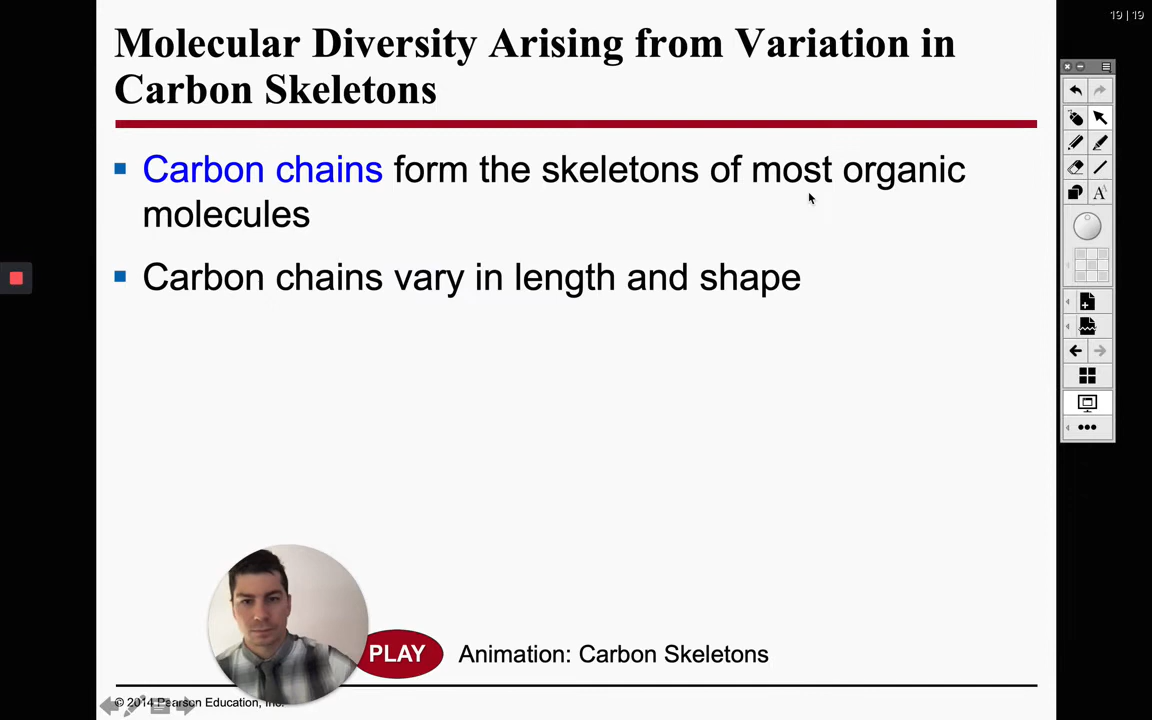 19 | 19
Molecular Diversity Arising from Variation in
Carbon Skeletons
Carbon chains form the skeletons of most organic
molecules
Carbon chains vary in length and shape
A
PLAY Animation: Carbon Skeletons
© 2014 Pearson Education, Inc.